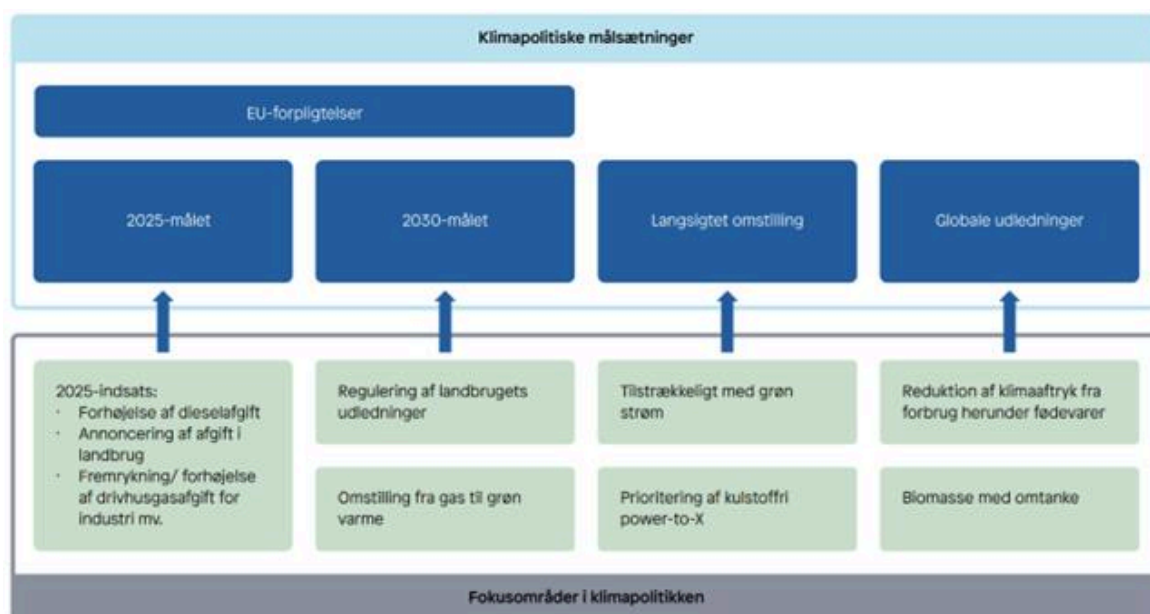 Klimapolitiske målsætninger
EU-forpligtelser
2025-målet
2030-målet
Langsigtet omstilling
Globale udledninger
2025-indsats:
· Forhøjelse af dieselafgift
· Annoncering af afgift i
landbrug
· Fremrykning/ forhøjelse
af drivhusgasafgift for
industri mv.
Regulering af landbrugets
udledninger
Omstilling fra gas til grøn
varme
Tilstrækkeligt med grøn
strøm
Prioritering af kulstoffri
power-to-X
Reduktion af klimaaftryk fra
forbrug herunder fødevarer
Biomasse med omtanke
Fokusområder i klimapolitikken